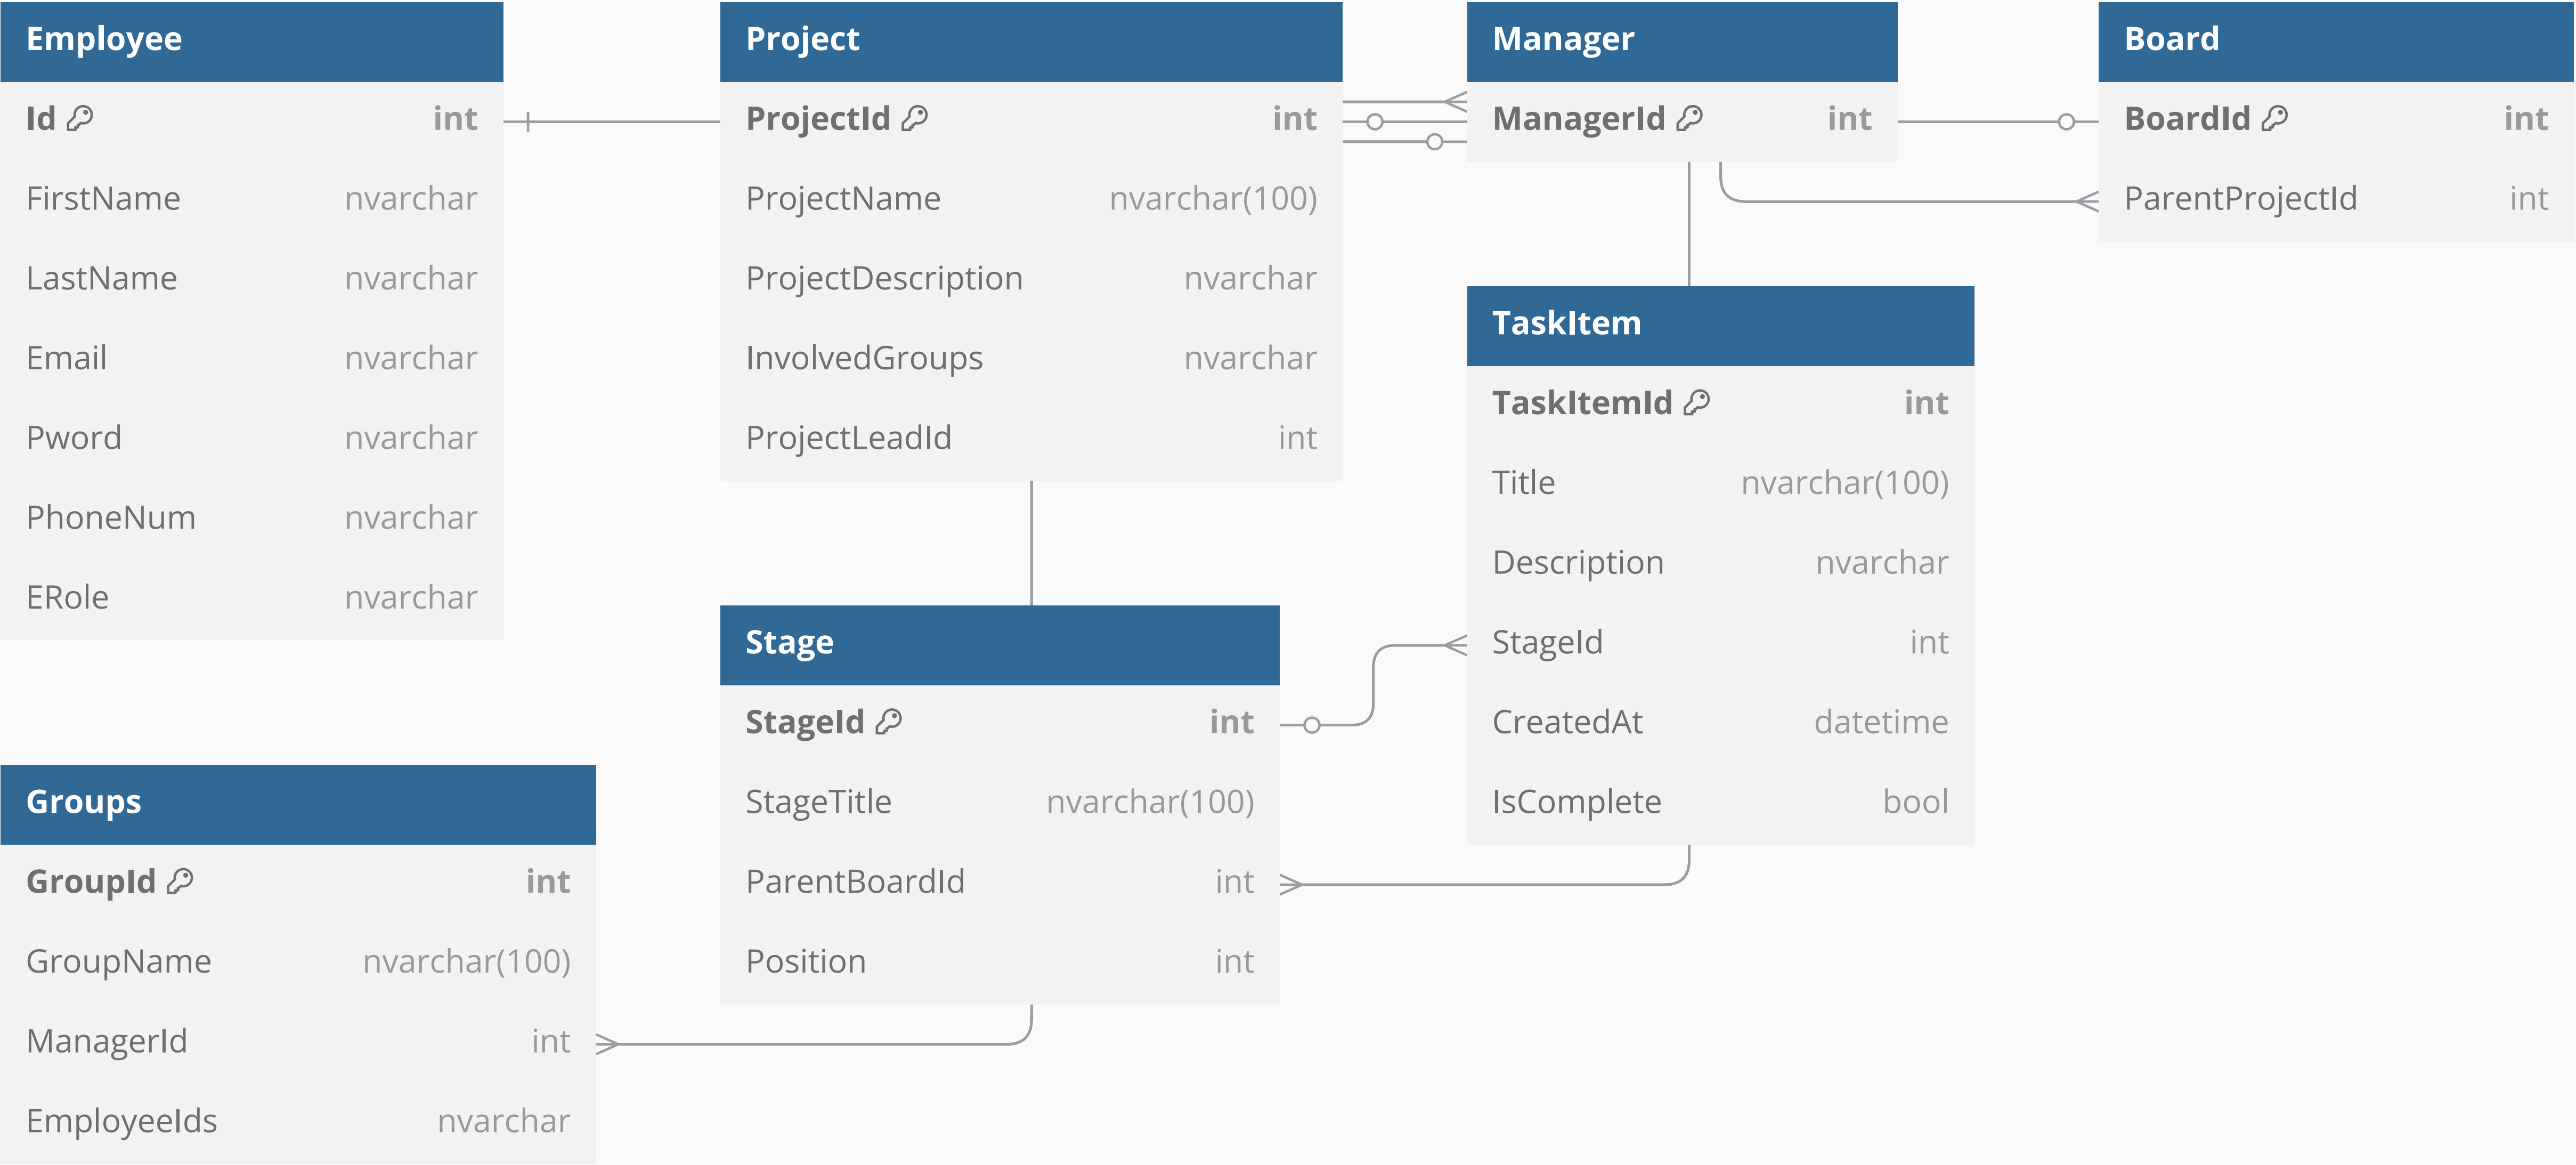 Employee
Id int
FirstName nvarchar
LastName nvarchar
Email nvarchar
Pword nvarchar
PhoneNum nvarchar
ERole nvarchar
Project
ProjectId int
ProjectName nvarchar(100)
ProjectDescription nvarchar
InvolvedGroups nvarchar
ProjectLeadId int
Manager
ManagerId int
Board
BoardId int
ParentProjectId int
TaskItem
TaskItemId int
Title nvarchar(100)
Description nvarchar
StageId int
CreatedAt datetime
IsComplete bool
Stage
StageId int
StageTitle nvarchar(100)
ParentBoardId int
Position int
Groups
GroupId int
GroupName nvarchar(100)
ManagerId int
EmployeeIds nvarchar